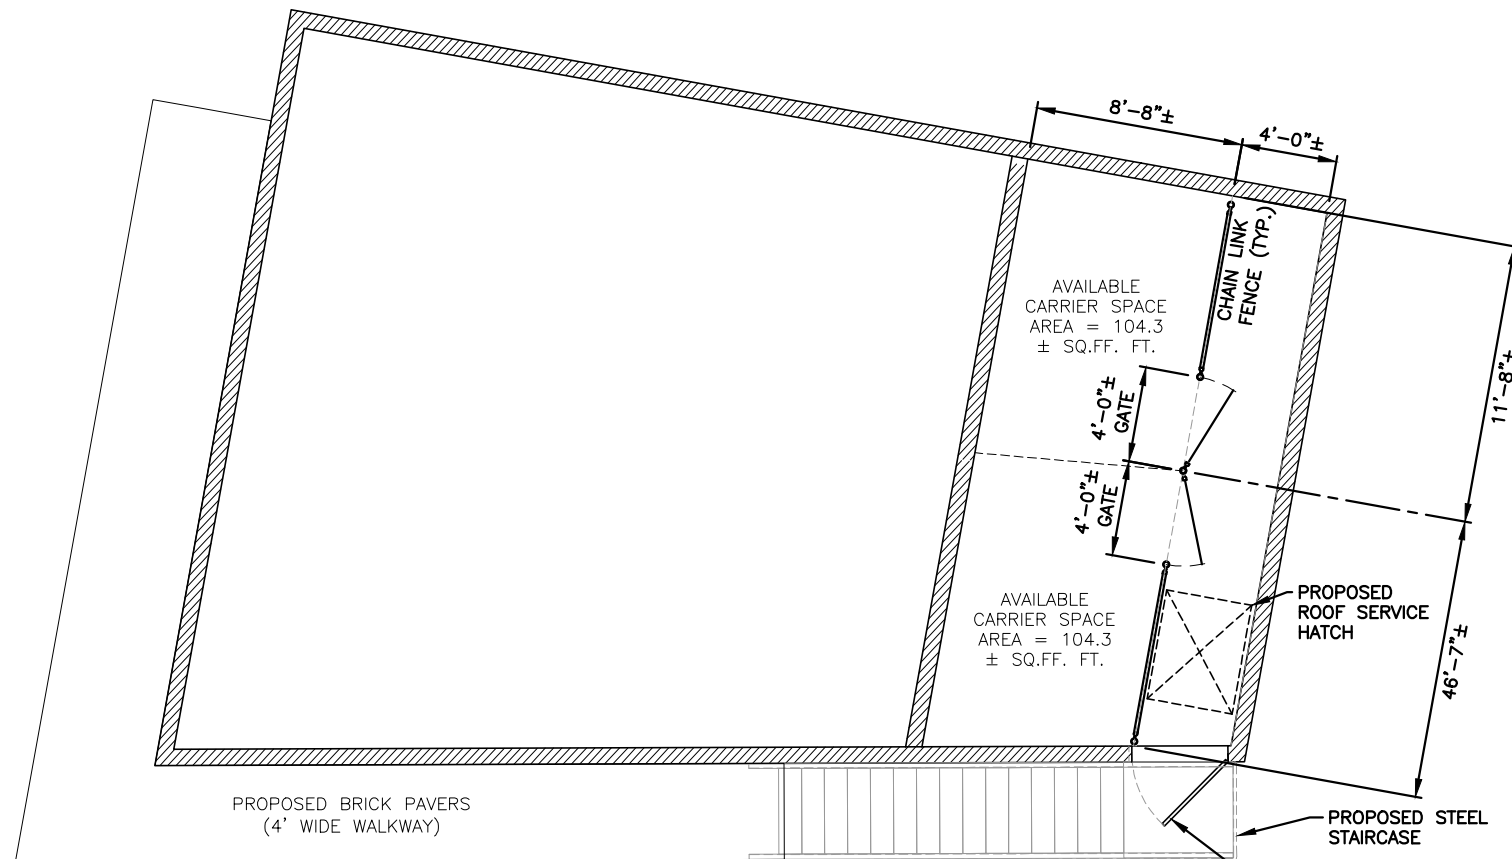 8'-8"±
4'-0"±
CHAIN LINK
FENCE (TYP.)
AVAILABLE
CARRIER SPACE
AREA = 104.3
± SQ.FF. FT.
11'-8"±
4'-0"±
GATE
4'-0"±
GATE
AVAILABLE
CARRIER SPACE
AREA = 104.3
± SQ.FF. FT.
PROPOSED
ROOF SERVICE
HATCH
46'-7"±
PROPOSED BRICK PAVERS
(4' WIDE WALKWAY)
PROPOSED STEEL
STAIRCASE